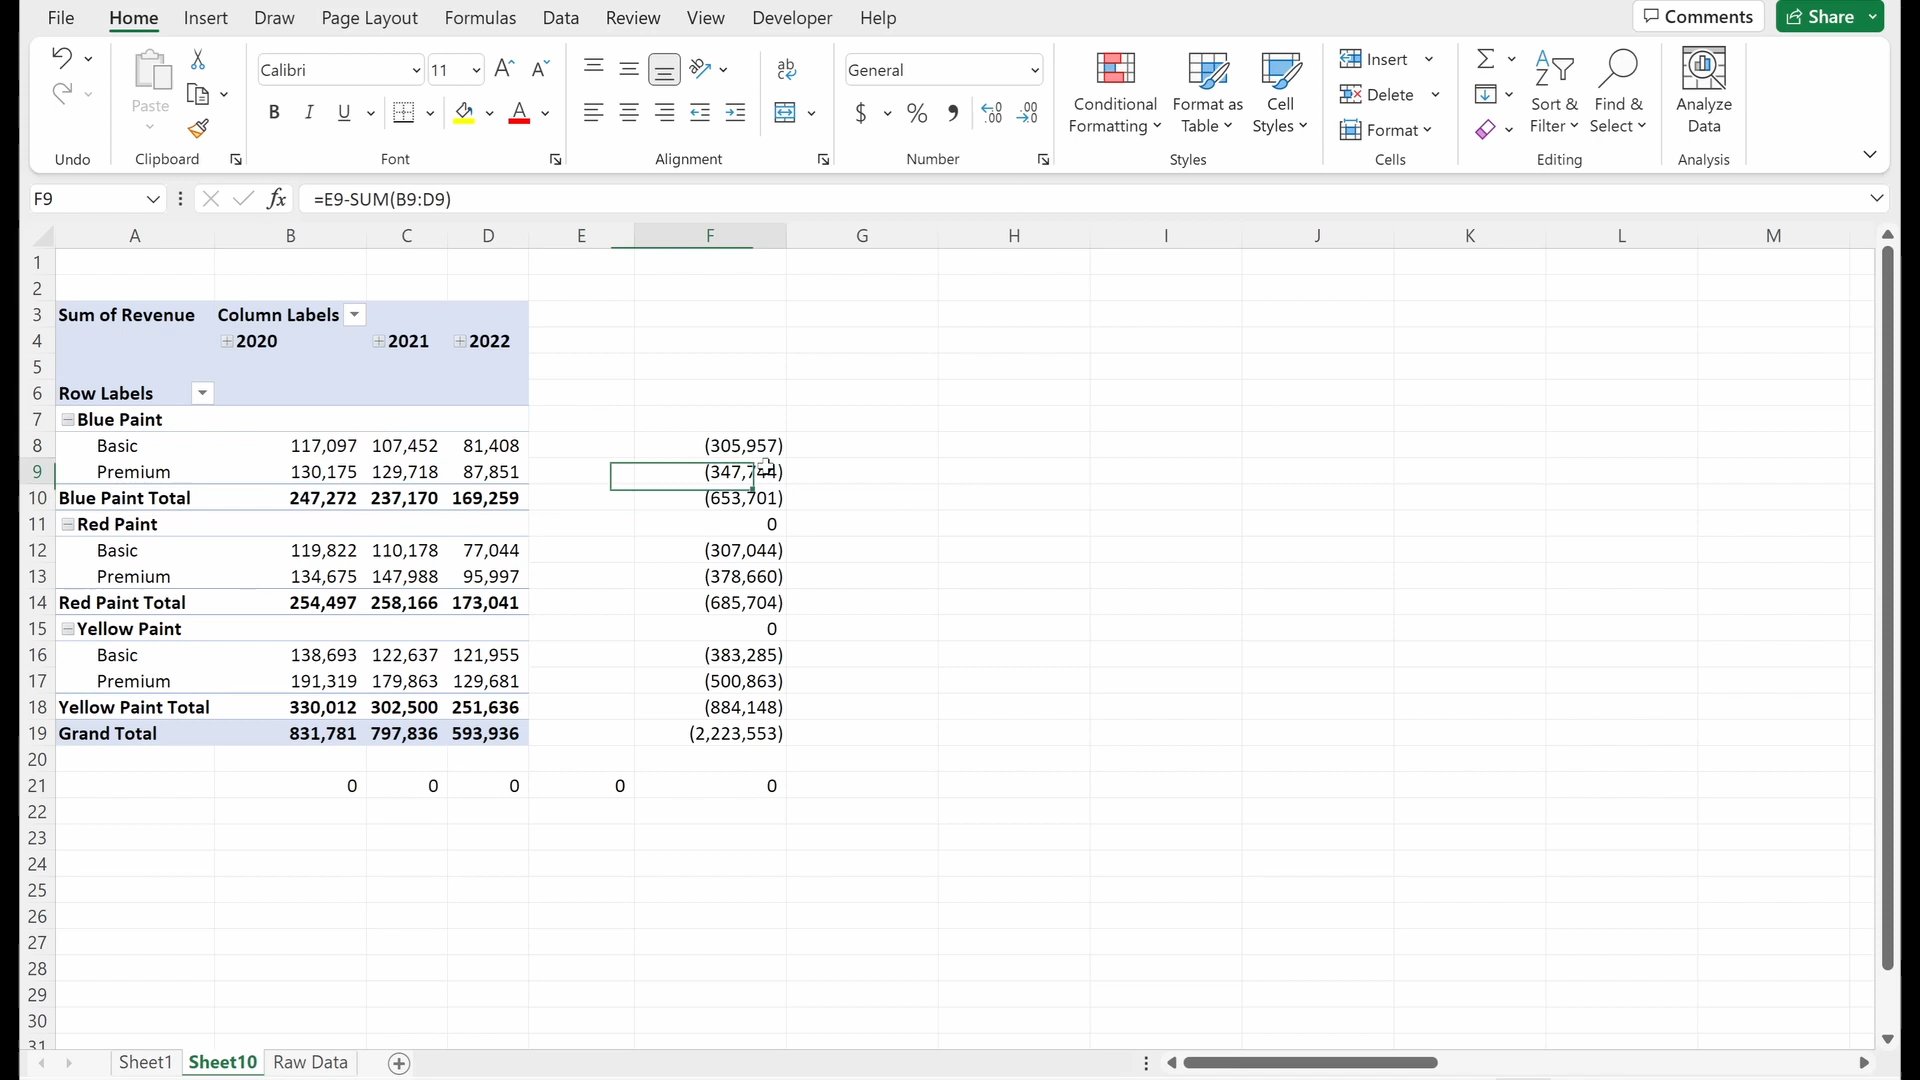 File Home Insert Draw Page Layout Formulas Data Review View Developer Help Comments Share
Calibri 11 General
Paste
Conditional Formatting
Format as Table
Cell Styles
Insert
Delete
Format
Sort & Filter
Find & Select
Analyze Data
Undo Clipboard Font Alignment Number Styles Cells Editing Analysis
F9 fx =E9-SUM(B9:D9)
A B C D E F G H I J K L M
1
2
3 Sum of Revenue Column Labels
4 2020 2021 2022
5
6 Row Labels
7 Blue Paint
8 Basic 117,097 107,452 81,408 (305,957)
9 Premium 130,175 129,718 87,851 (347,744)
10 Blue Paint Total 247,272 237,170 169,259 (653,701)
11 Red Paint 0
12 Basic 119,822 110,178 77,044 (307,044)
13 Premium 134,675 147,988 95,997 (378,660)
14 Red Paint Total 254,497 258,166 173,041 (685,704)
15 Yellow Paint 0
16 Basic 138,693 122,637 121,955 (383,285)
17 Premium 191,319 179,863 129,681 (500,863)
18 Yellow Paint Total 330,012 302,500 251,636 (884,148)
19 Grand Total 831,781 797,836 593,936 (2,223,553)
20
21 0 0 0 0 0
22
23
24
25
26
27
28
29
30
31
Sheet1 Sheet10 Raw Data